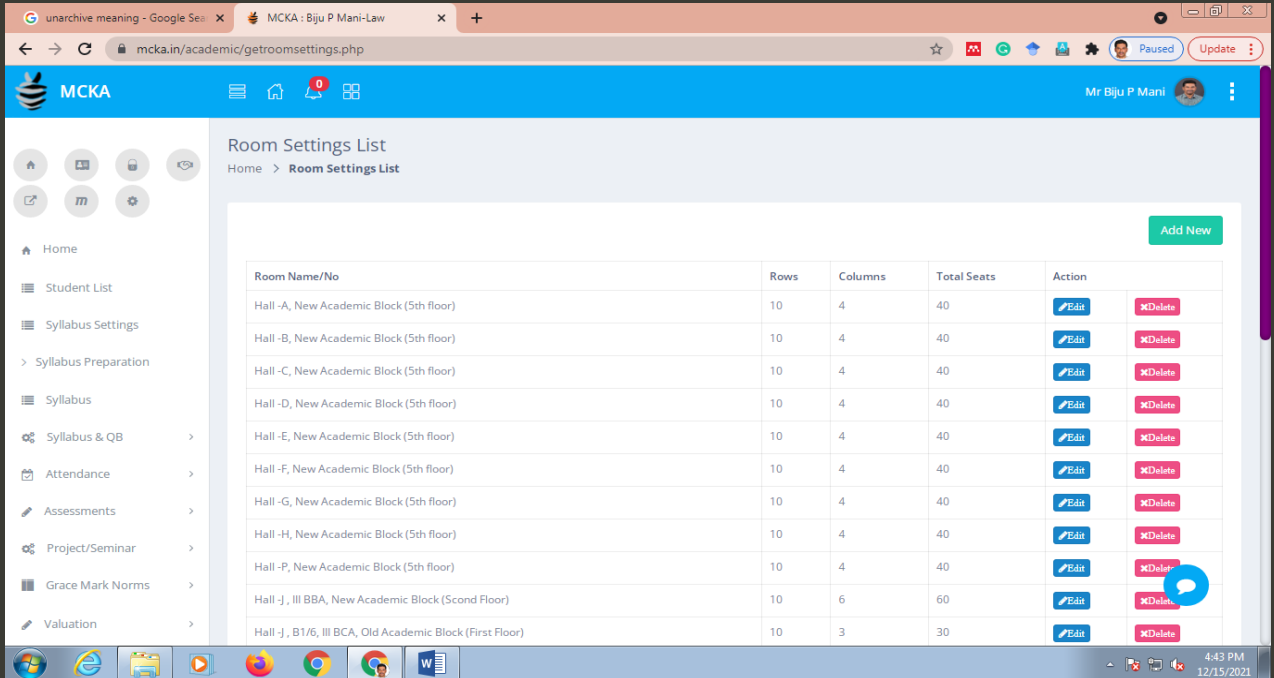 unarchive meaning - Google Sea
MCKA : Biju P Mani-Law
mcka.in/academic/getroomsettings.php
Paused
Update
MCKA
0
Mr Biju P Mani
Room Settings List
Home > Room Settings List
Add New
Home
Student List
Syllabus Settings
> Syllabus Preparation
Syllabus
Syllabus & QB
Attendance
Assessments
Project/Seminar
Grace Mark Norms
Valuation
Room Name/No Rows Columns Total Seats Action
Hall -A, New Academic Block (5th floor) 10 4 40 Edit Delete
Hall -B, New Academic Block (5th floor) 10 4 40 Edit Delete
Hall -C, New Academic Block (5th floor) 10 4 40 Edit Delete
Hall -D, New Academic Block (5th floor) 10 4 40 Edit Delete
Hall -E, New Academic Block (5th floor) 10 4 40 Edit Delete
Hall -F, New Academic Block (5th floor) 10 4 40 Edit Delete
Hall -G, New Academic Block (5th floor) 10 4 40 Edit Delete
Hall -H, New Academic Block (5th floor) 10 4 40 Edit Delete
Hall -P, New Academic Block (5th floor) 10 4 40 Edit Delete
Hall -J , III BBA, New Academic Block (Scond Floor) 10 6 60 Edit Delete
Hall -J , B1/6, III BCA, Old Academic Block (First Floor) 10 3 30 Edit Delete
4:43 PM
12/15/2021